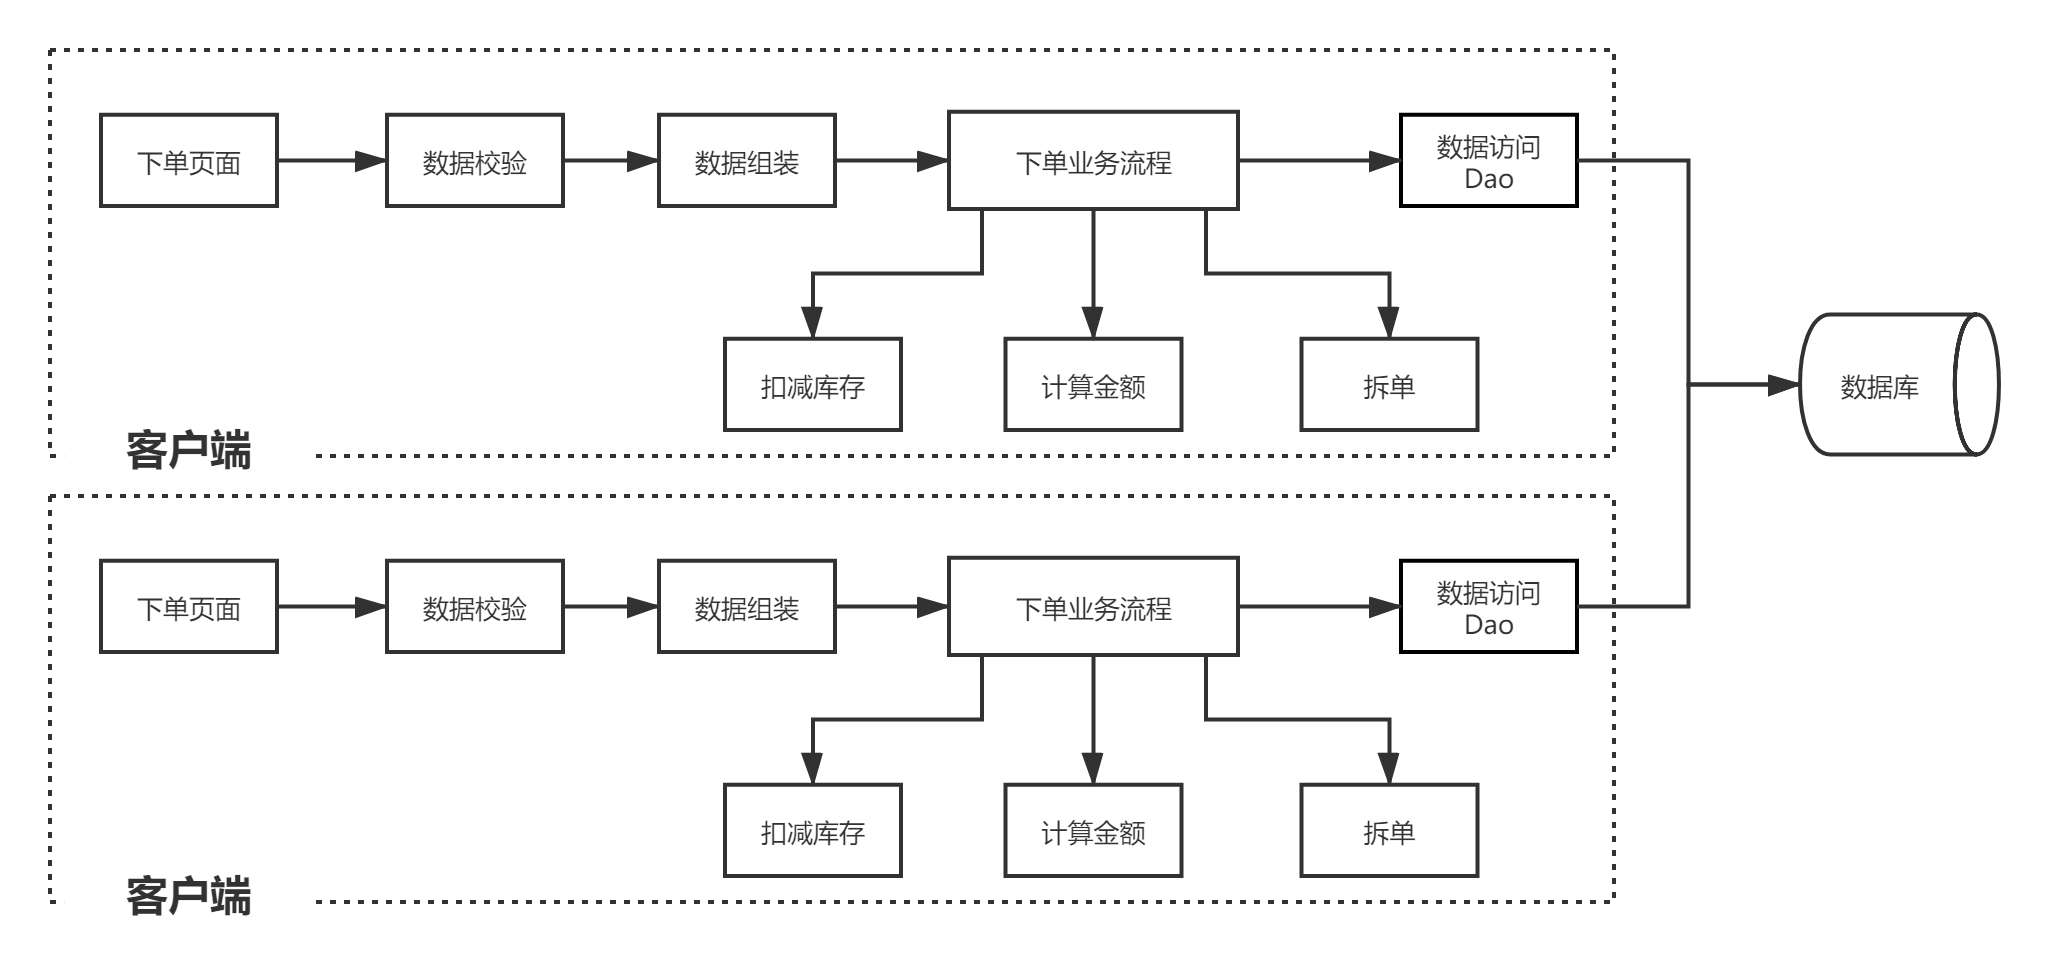 下单页面
数据校验
数据组装
下单业务流程
数据访问
Dao
扣减库存
计算金额
拆单
数据库
客户端
下单页面
数据校验
数据组装
下单业务流程
数据访问
Dao
扣减库存
计算金额
拆单
客户端